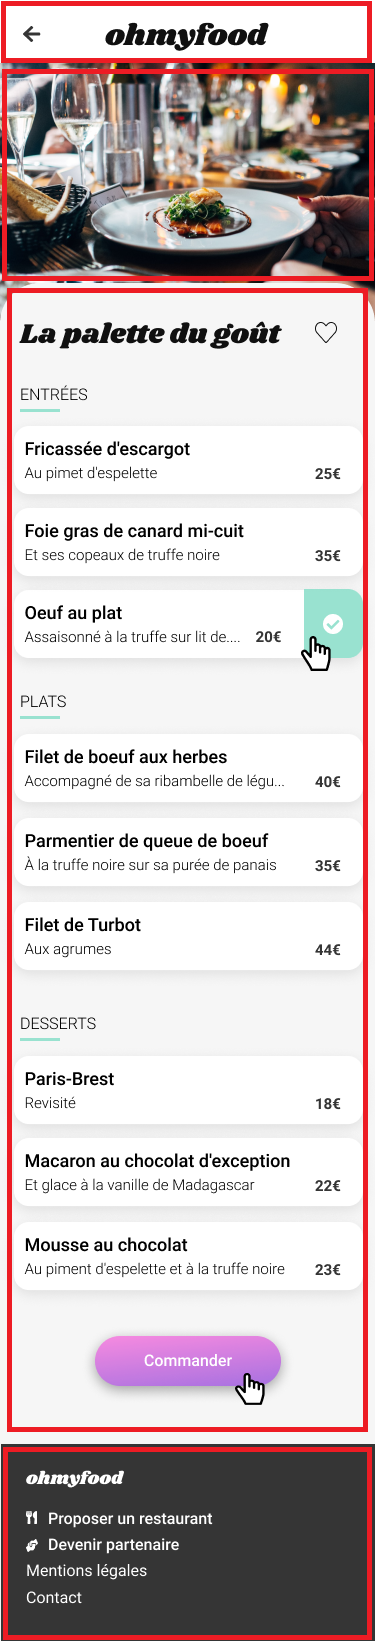 ohmyfood
La palette du goût
ENTRÉES
Fricassée d'escargot
Au pimet d'espelette 25€
Foie gras de canard mi-cuit
Et ses copeaux de truffe noire 35€
Oeuf au plat
Assaisonné à la truffe sur lit de.... 20€
PLATS
Filet de boeuf aux herbes
Accompagné de sa ribambelle de légu... 40€
Parmentier de queue de boeuf
À la truffe noire sur sa purée de panais 35€
Filet de Turbot
Aux agrumes 44€
DESSERTS
Paris-Brest
Revisité 18€
Macaron au chocolat d'exception
Et glace à la vanille de Madagascar 22€
Mousse au chocolat
Au piment d'espelette et à la truffe noire 23€
Commander
ohmyfood
Proposer un restaurant
Devenir partenaire
Mentions légales
Contact